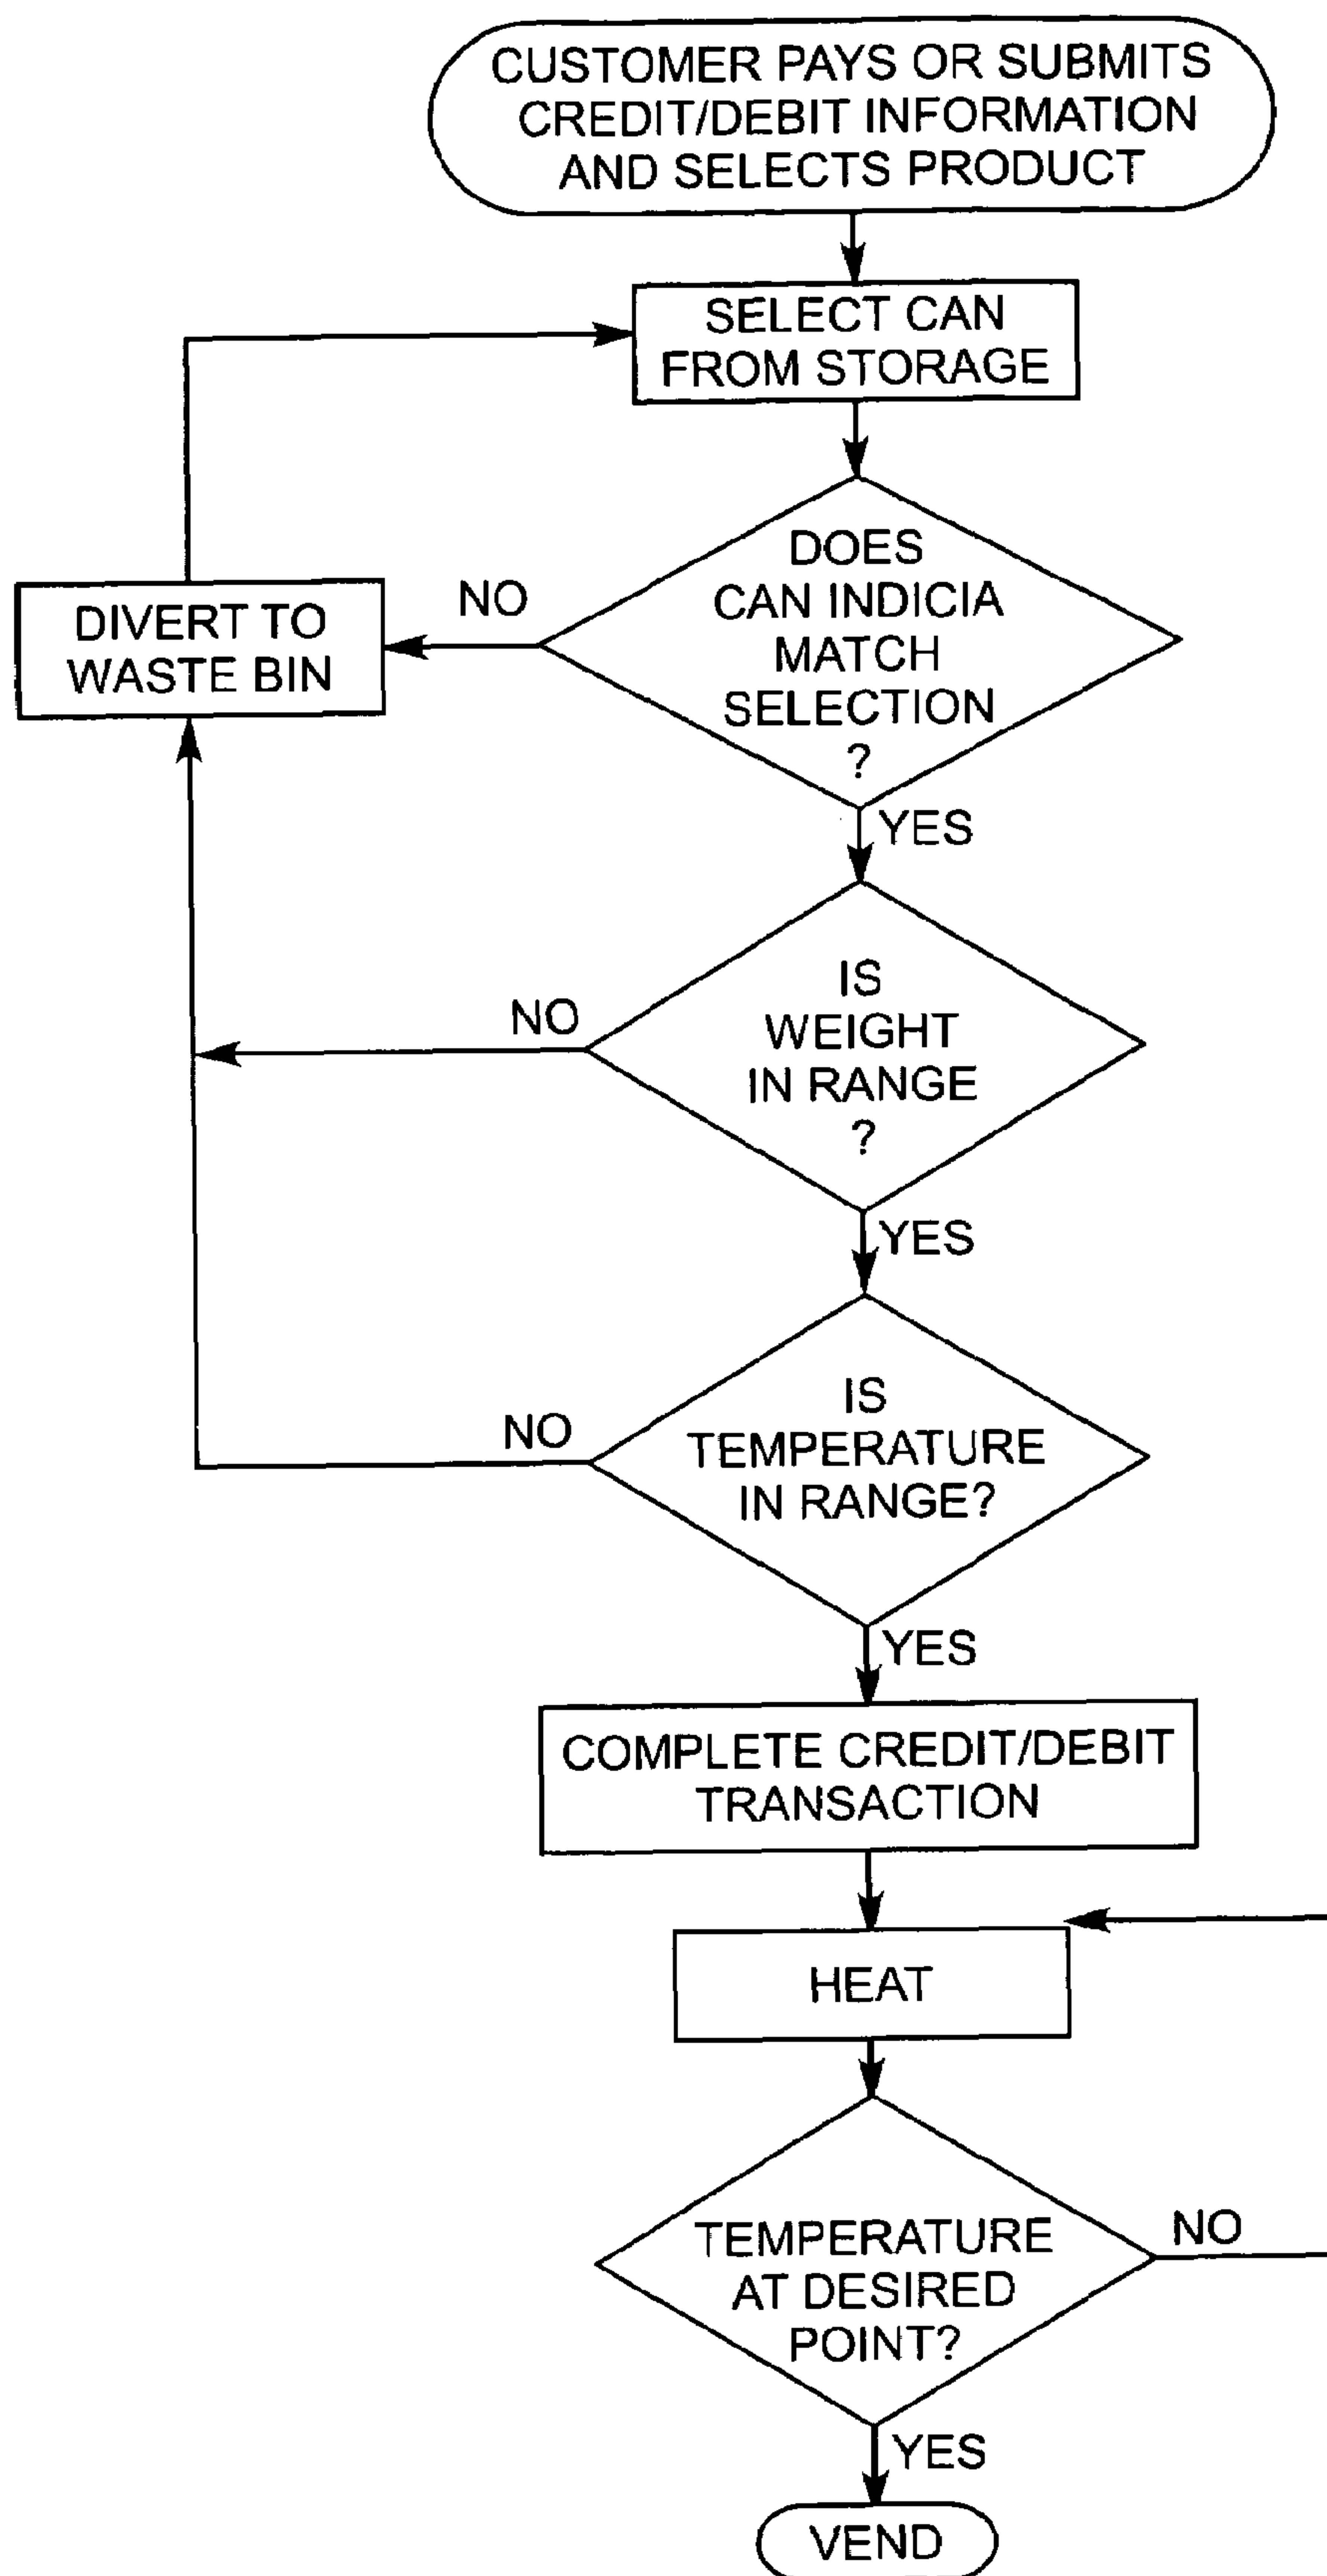 CUSTOMER PAYS OR SUBMITS
CREDIT/DEBIT INFORMATION
AND SELECTS PRODUCT
SELECT CAN
FROM STORAGE
DOES
CAN INDICIA
MATCH
SELECTION
?
NO
DIVERT TO
WASTE BIN
YES
IS
WEIGHT
IN RANGE
?
NO
YES
IS
TEMPERATURE
IN RANGE?
NO
YES
COMPLETE CREDIT/DEBIT
TRANSACTION
HEAT
TEMPERATURE
AT DESIRED
POINT?
NO
YES
VEND